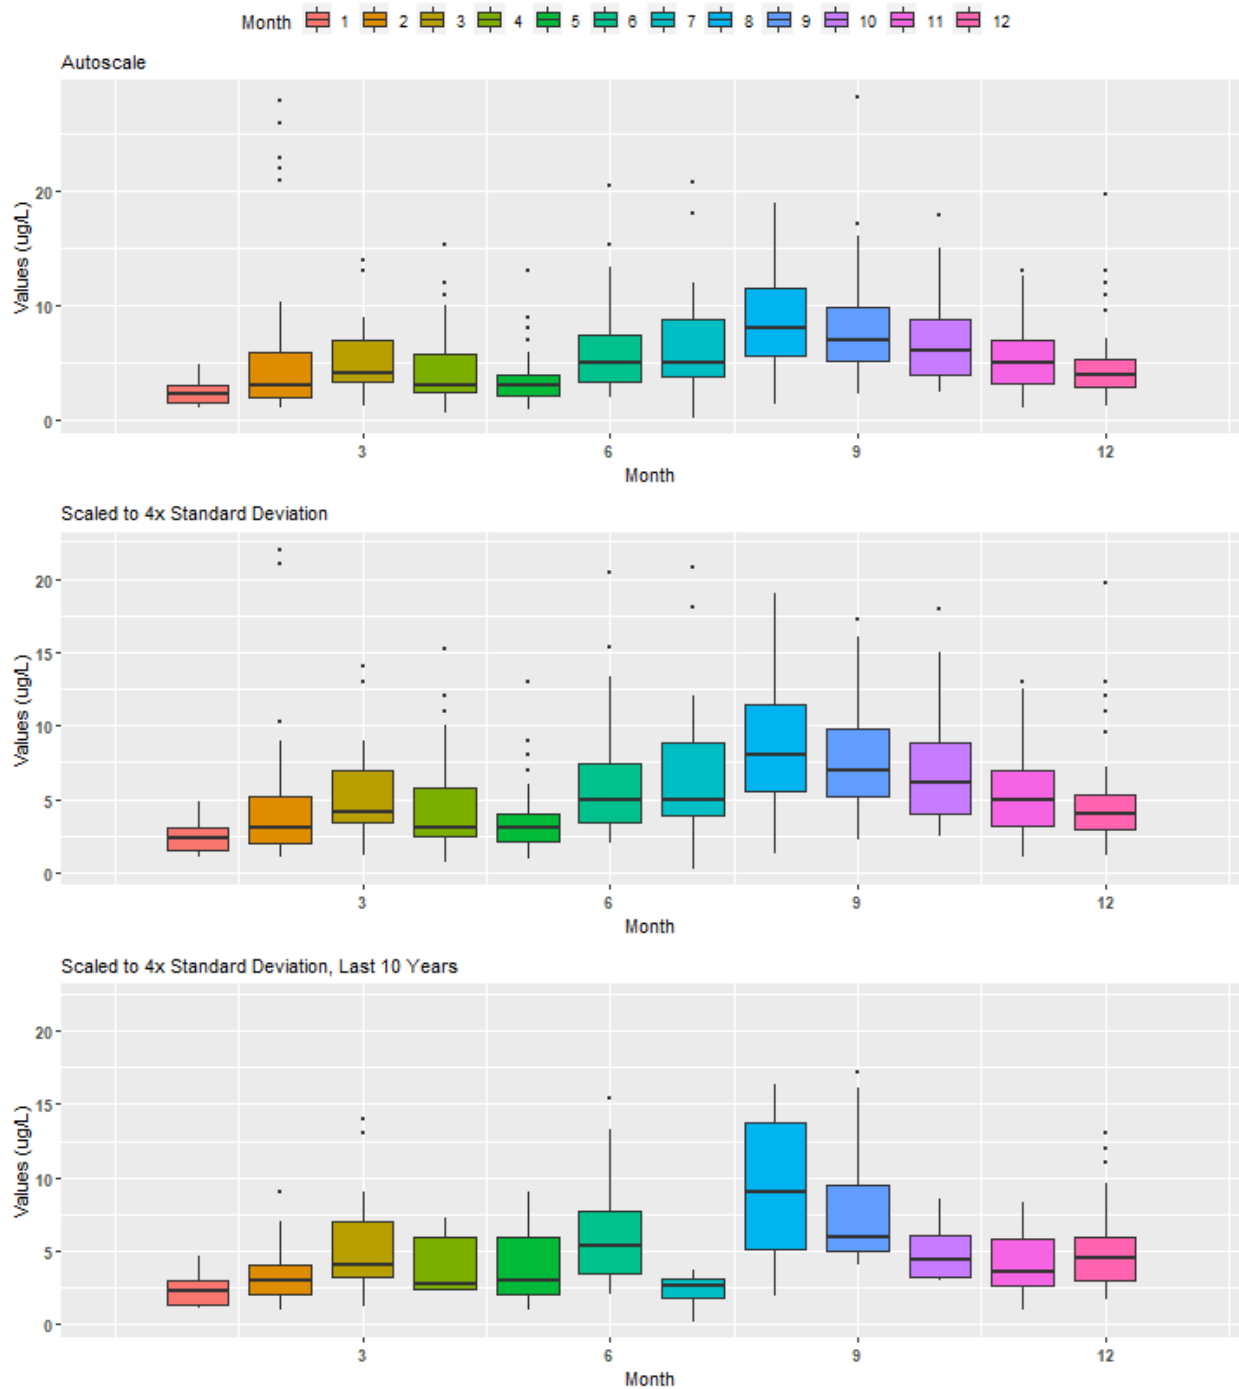 Month 1 2 3 4 5 6 7 8 9 10 11 12
Autoscale
Values (ug/L)
20
10
0
3 6 9 12
Month
Scaled to 4x Standard Deviation
Values (ug/L)
20
15
10
5
0
3 6 9 12
Month
Scaled to 4x Standard Deviation, Last 10 Years
Values (ug/L)
20
15
10
5
0
3 6 9 12
Month